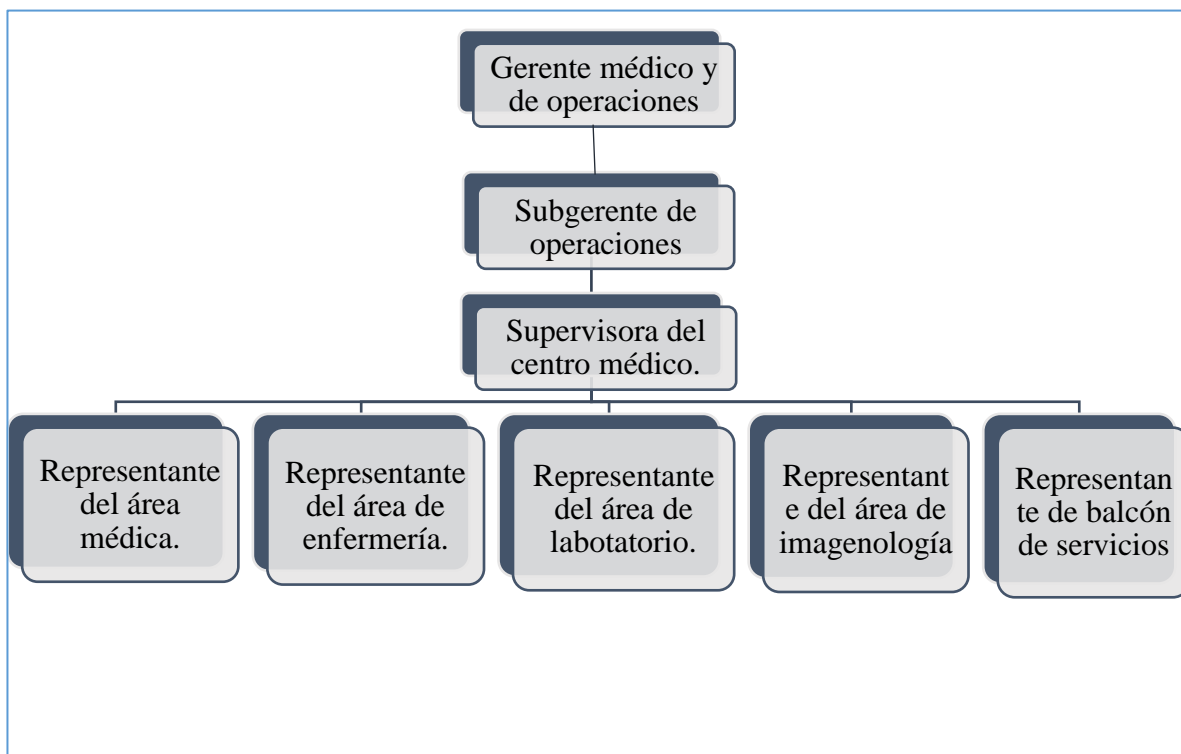 Gerente médico y
de operaciones
Subgerente de
operaciones
Supervisora del
centro médico.
Representante
del área
médica.
Representante
del área de
enfermería.
Representante
del área de
labotatorio.
Representant
e del área de
imagenología
Representan
te de balcón
de servicios